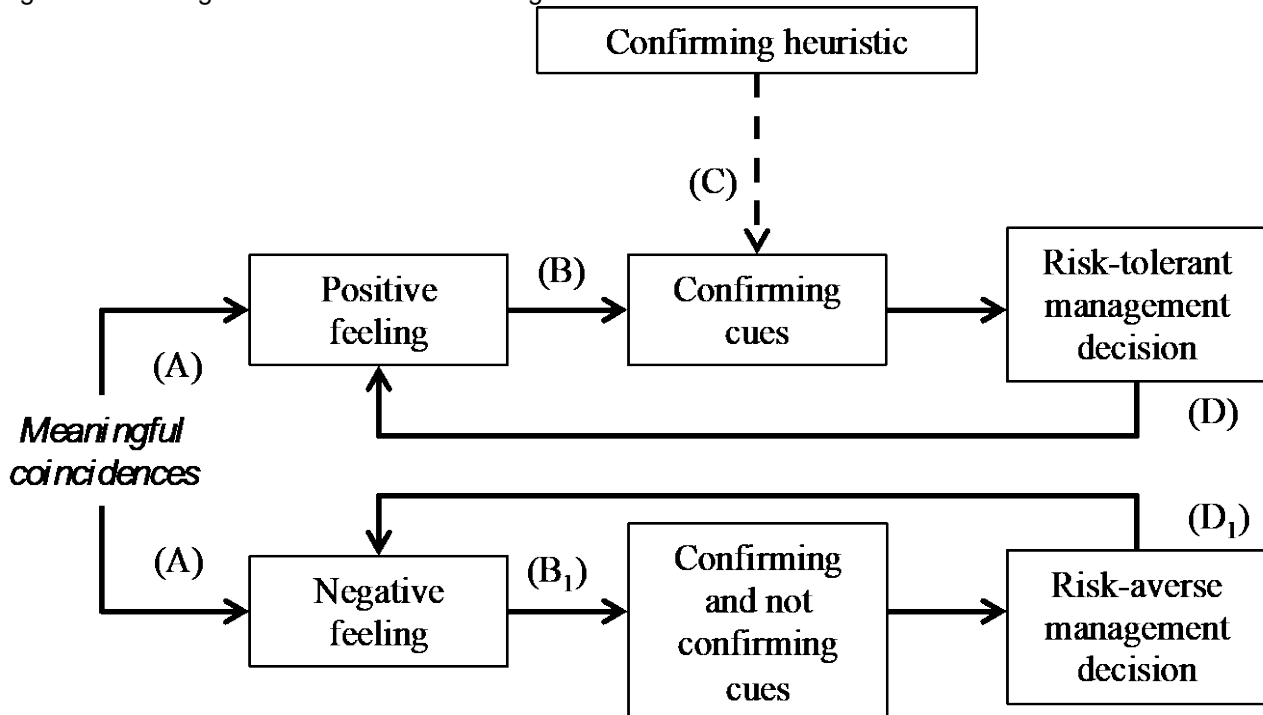 Confirming heuristic
(C)
Positive
feeling
(B)
Confirming
cues
Risk-tolerant
management
decision
(A)
(D)
Meaningful
coincidences
(A)
Negative
feeling
(B₁)
Confirming
and not
confirming
cues
(D₁)
Risk-averse
management
decision